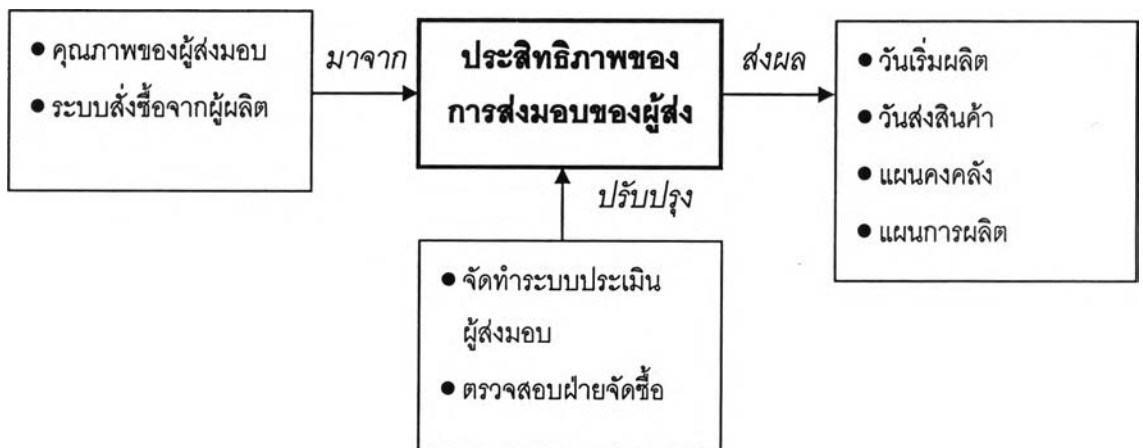 ● คุณภาพของผู้ส่งมอบ
● ระบบสั่งซื้อจากผู้ผลิต
มาจาก
ประสิทธิภาพของ
การส่งมอบของผู้ส่ง
ส่งผล
● วันเริ่มผลิต
● วันส่งสินค้า
● แผนคงคลัง
● แผนการผลิต
ปรับปรุง
● จัดทำระบบประเมิน
ผู้ส่งมอบ
● ตรวจสอบฝ่ายจัดซื้อ